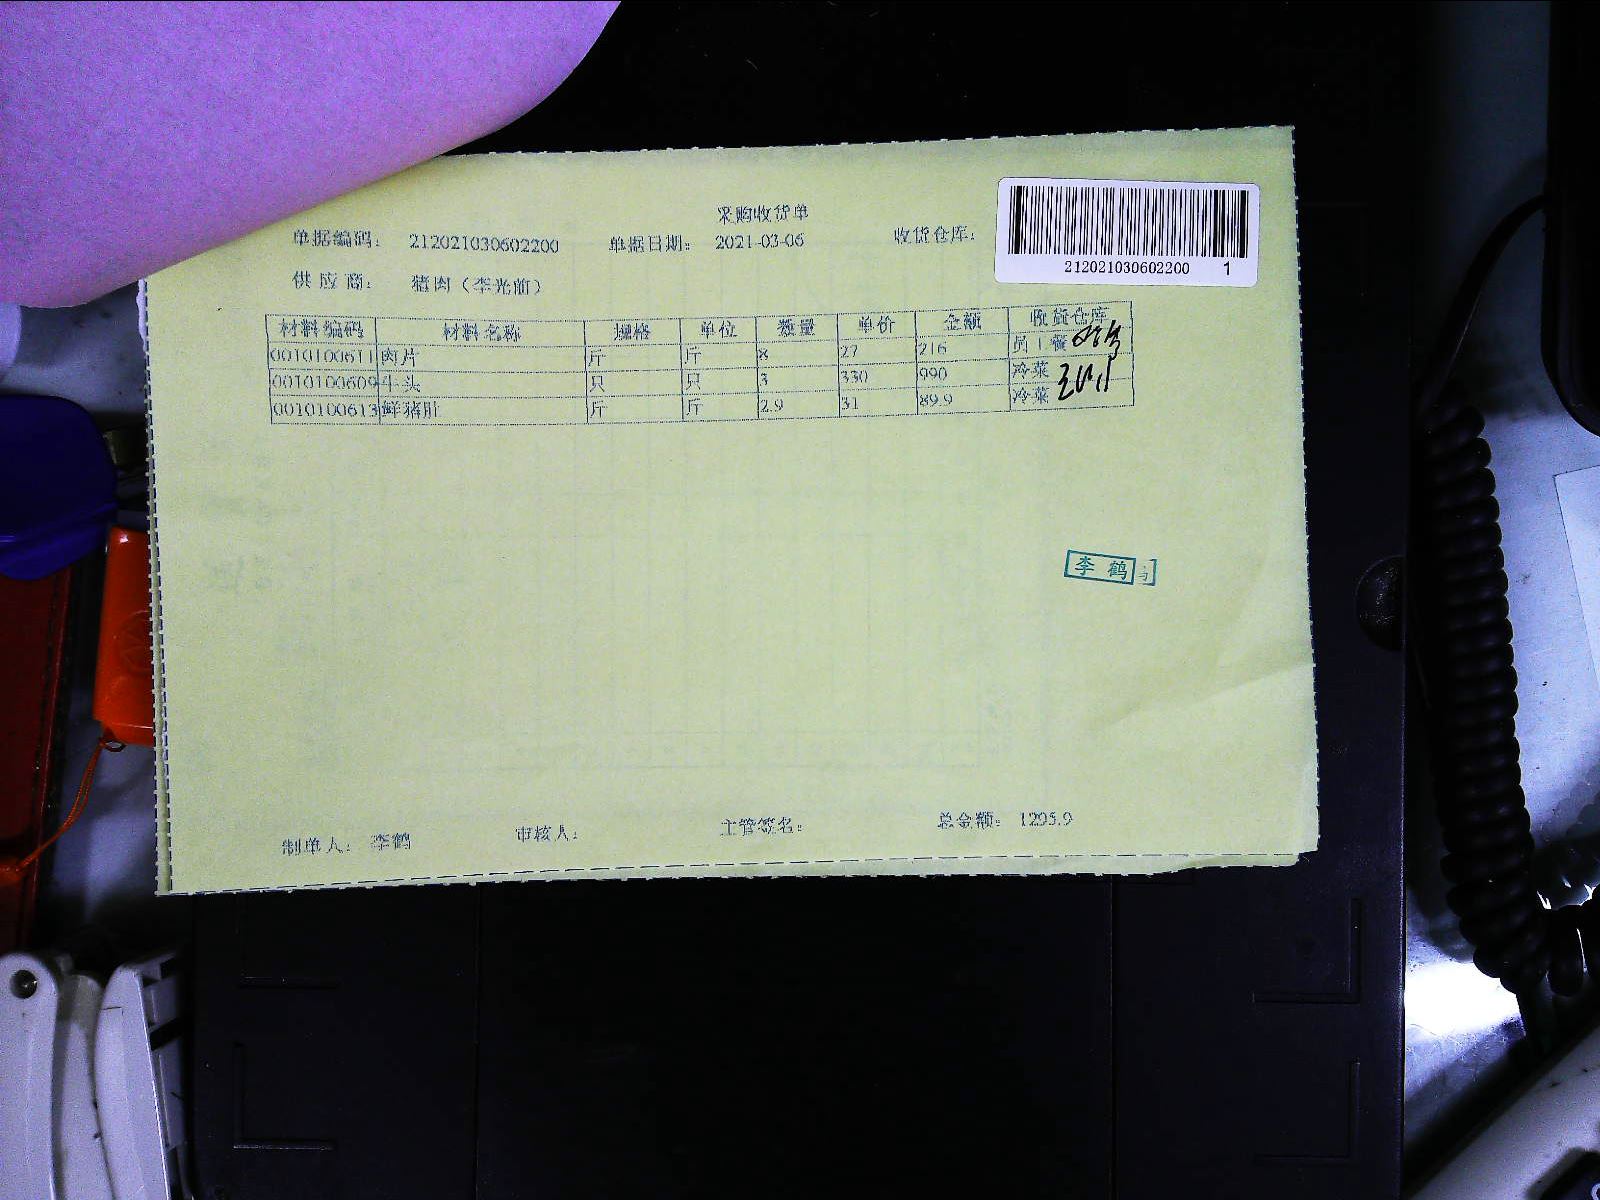 采购收货单
单据编码: 212021030602200 单据日期: 2021-03-06 收货仓库:
212021030602200 1
供应商: 猪肉(李光前)
材料编码 材料名称 规格 单位 数量 单价 金额 收货仓库
0010100611 肉片 斤 斤 8 27 216 员工餐
0010100609 牛头 只 只 3 330 990 冷菜
0010100613 鲜猪肚 斤 斤 2.9 31 89.9 冷菜
李鹤
制单人: 李鹤 审核人: 主管签名: 总金额: 1295.9